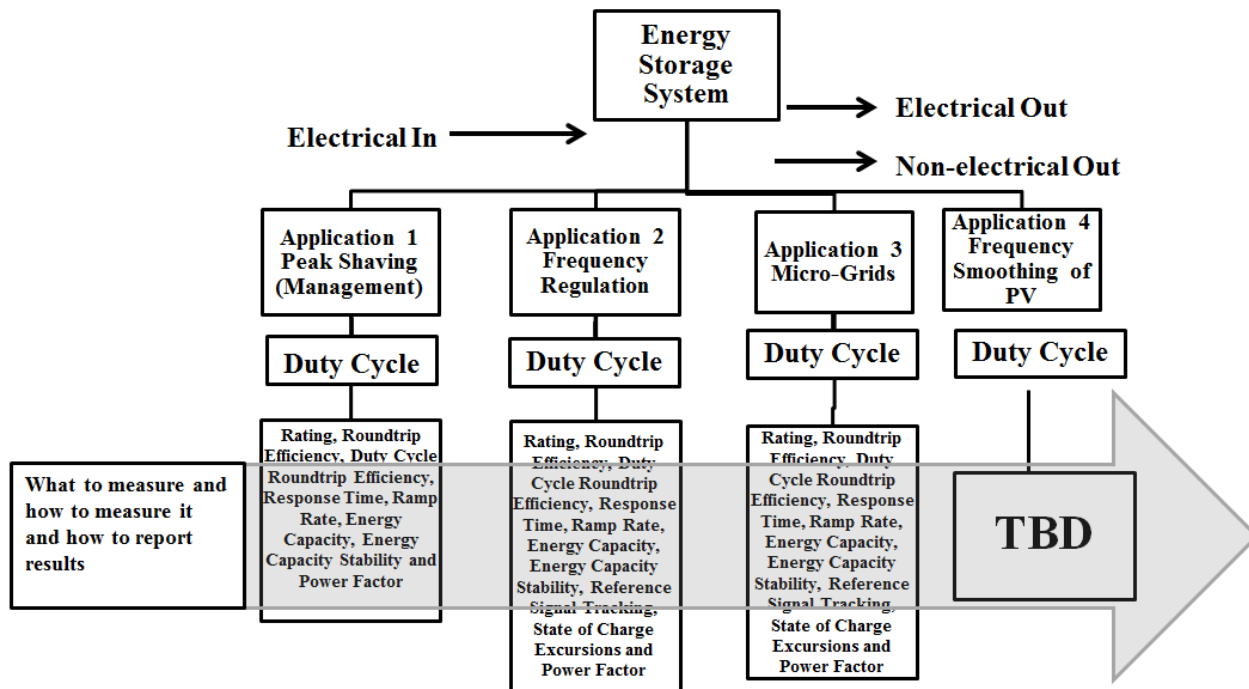 Energy
Storage
System
Electrical In
Electrical Out
Non-electrical Out
Application 1
Peak Shaving
(Management)
Application 2
Frequency
Regulation
Application 3
Micro-Grids
Application 4
Frequency
Smoothing of
PV
Duty Cycle
Duty Cycle
Duty Cycle
Duty Cycle
What to measure and
how to measure it
and how to report
results
Rating, Roundtrip
Efficiency, Duty Cycle
Roundtrip Efficiency,
Response Time, Ramp
Rate, Energy
Capacity, Energy
Capacity Stability and
Power Factor
Rating, Roundtrip
Efficiency, Duty
Cycle Roundtrip
Efficiency, Response
Time, Ramp Rate,
Energy Capacity,
Energy Capacity
Stability, Reference
Signal Tracking,
State of Charge
Excursions and
Power Factor
Rating, Roundtrip
Efficiency, Duty
Cycle Roundtrip
Efficiency, Response
Time, Ramp Rate,
Energy Capacity,
Energy Capacity
Stability, Reference
Signal Tracking,
State of Charge
Excursions and
Power Factor
TBD